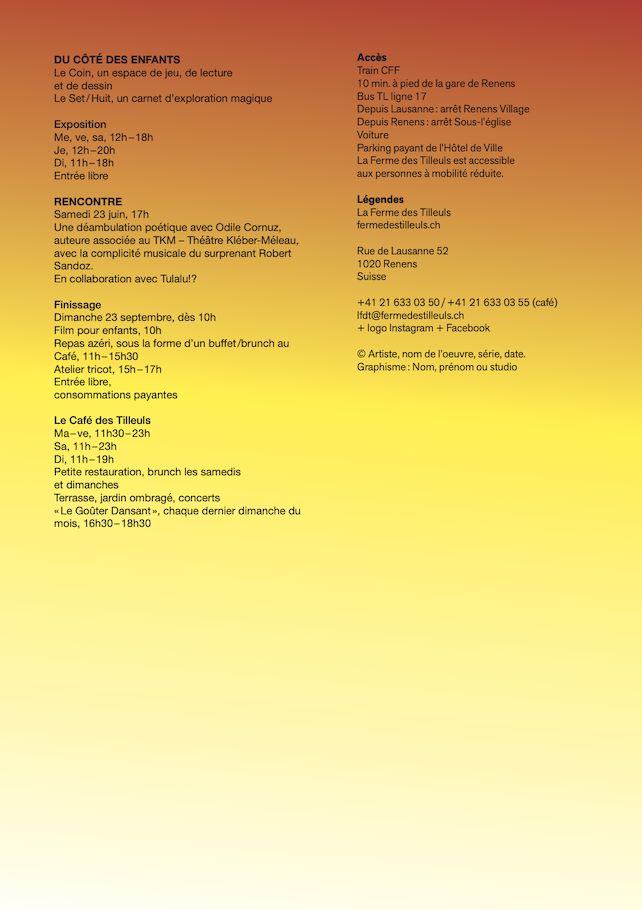 DU CÔTÉ DES ENFANTS
Le Coin, un espace de jeu, de lecture
et de dessin
Le Set/Huit, un carnet d'exploration magique
Exposition
Me, ve, sa, 12h–18h
Je, 12h–20h
Di, 11h–18h
Entrée libre
RENCONTRE
Samedi 23 juin, 17h
Une déambulation poétique avec Odile Cornuz,
auteure associée au TKM – Théâtre Kléber-Méleau,
avec la complicité musicale du surprenant Robert
Sandoz.
En collaboration avec Tulalu!?
Finissage
Dimanche 23 septembre, dès 10h
Film pour enfants, 10h
Repas azéri, sous la forme d'un buffet/brunch au
Café, 11h–15h30
Atelier tricot, 15h–17h
Entrée libre,
consommations payantes
Le Café des Tilleuls
Ma–ve, 11h30–23h
Sa, 11h–23h
Di, 11h–19h
Petite restauration, brunch les samedis
et dimanches
Terrasse, jardin ombragé, concerts
«Le Goûter Dansant», chaque dernier dimanche du
mois, 16h30–18h30
Accès
Train CFF
10 min. à pied de la gare de Renens
Bus TL ligne 17
Depuis Lausanne: arrêt Renens Village
Depuis Renens: arrêt Sous-l'église
Voiture
Parking payant de l'Hôtel de Ville
La Ferme des Tilleuls est accessible
aux personnes à mobilité réduite.
Légendes
La Ferme des Tilleuls
fermedestilleuls.ch
Rue de Lausanne 52
1020 Renens
Suisse
+41 21 633 03 50/+41 21 633 03 55 (café)
lfdt@fermedestilleuls.ch
+ logo Instagram + Facebook
© Artiste, nom de l'oeuvre, série, date.
Graphisme: Nom, prénom ou studio